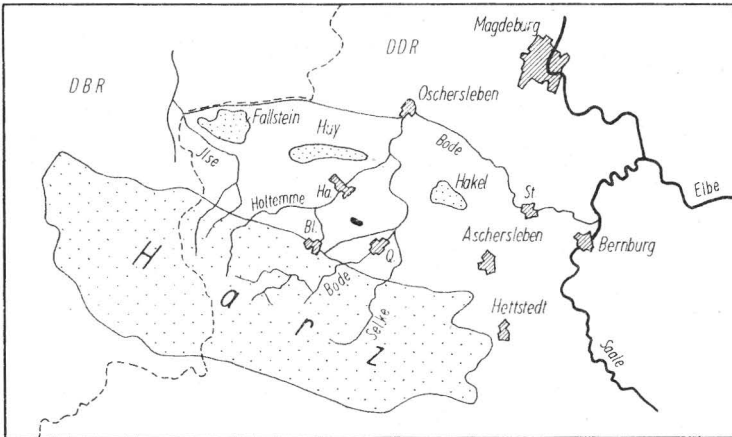 Magdeburg
DBR
DDR
Oschersleben
Fallstein
Huy
Bode
Jlse
Hakel
St.
Elbe
Ha.
Holtemme
Bl.
Q.
Aschersleben
Bernburg
Bode
Hettstedt
Selke
Saale
Harz